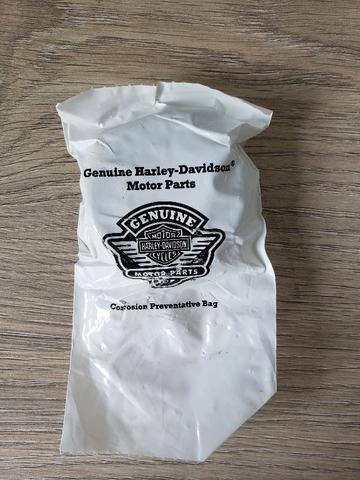 Genuine Harley-Davidson®
Motor Parts
GENUINE
MOTOR
HARLEY-DAVIDSON
CYCLES
MOTOR PARTS
Corrosion Preventative Bag